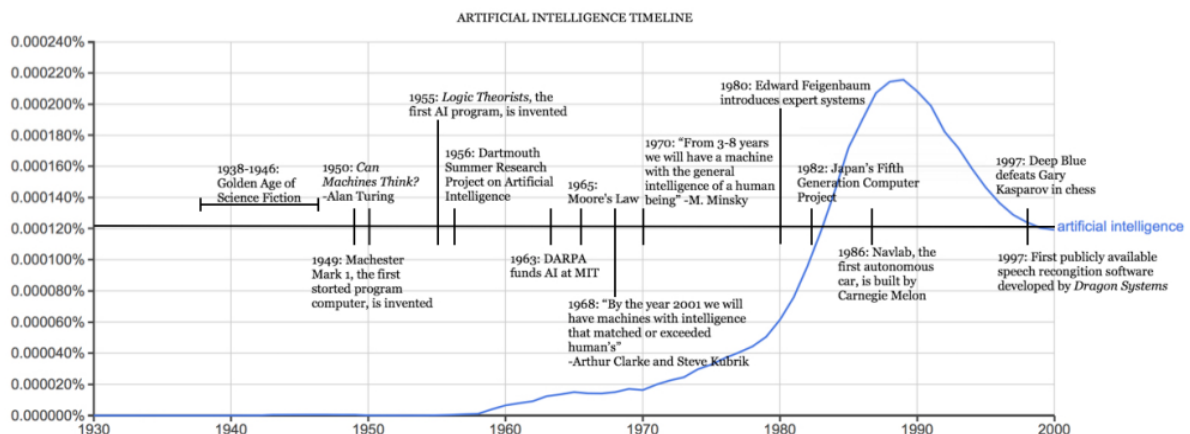 ARTIFICIAL INTELLIGENCE TIMELINE
0.000240%
0.000220%
0.000200%
0.000180%
0.000160%
0.000140%
0.000120%
0.000100%
0.000080%
0.000060%
0.000040%
0.000020%
0.000000%
1938-1946:
Golden Age of
Science Fiction
1950: Can
Machines Think?
-Alan Turing
1949: Machester
Mark 1, the first
storted program
computer, is invented
1955: Logic Theorists, the
first AI program, is invented
1956: Dartmouth
Summer Research
Project on Artificial
Intelligence
1963: DARPA
funds AI at MIT
1965:
Moore's Law
1968: "By the year 2001 we will
have machines with intelligence
that matched or exceeded
human's"
-Arthur Clarke and Steve Kubrik
1970: "From 3-8 years
we will have a machine
with the general
intelligence of a human
being" -M. Minsky
1980: Edward Feigenbaum
introduces expert systems
1982: Japan's Fifth
Generation Computer
Project
1986: Navlab, the
first autonomous
car, is built by
Carnegie Melon
1997: Deep Blue
defeats Gary
Kasparov in chess
artificial intelligence
1997: First publicly available
speech recongition software
developed by Dragon Systems
1930
1940
1950
1960
1970
1980
1990
2000